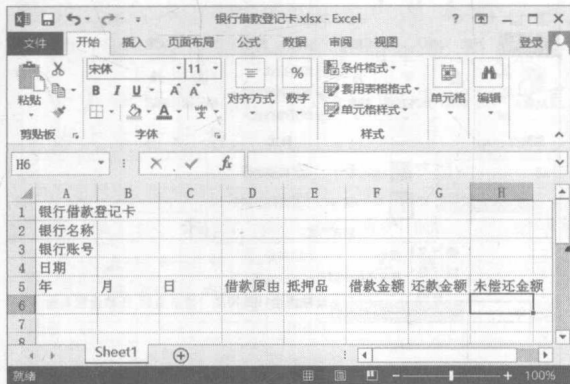 银行借款登记卡.xlsx - Excel
?
文件 开始 插入 页面布局 公式 数据 审阅 视图 登录
粘贴
剪贴板
宋体 11
B I U A A
A 文
字体
对齐方式
%
数字
条件格式
套用表格格式
单元格样式
样式
单元格
编辑
H6 fx
A B C D E F G H
1 银行借款登记卡
2 银行名称
3 银行账号
4 日期
5 年 月 日 借款原由 抵押品 借款金额 还款金额 未偿还金额
6
7
8
Sheet1
就绪 100%